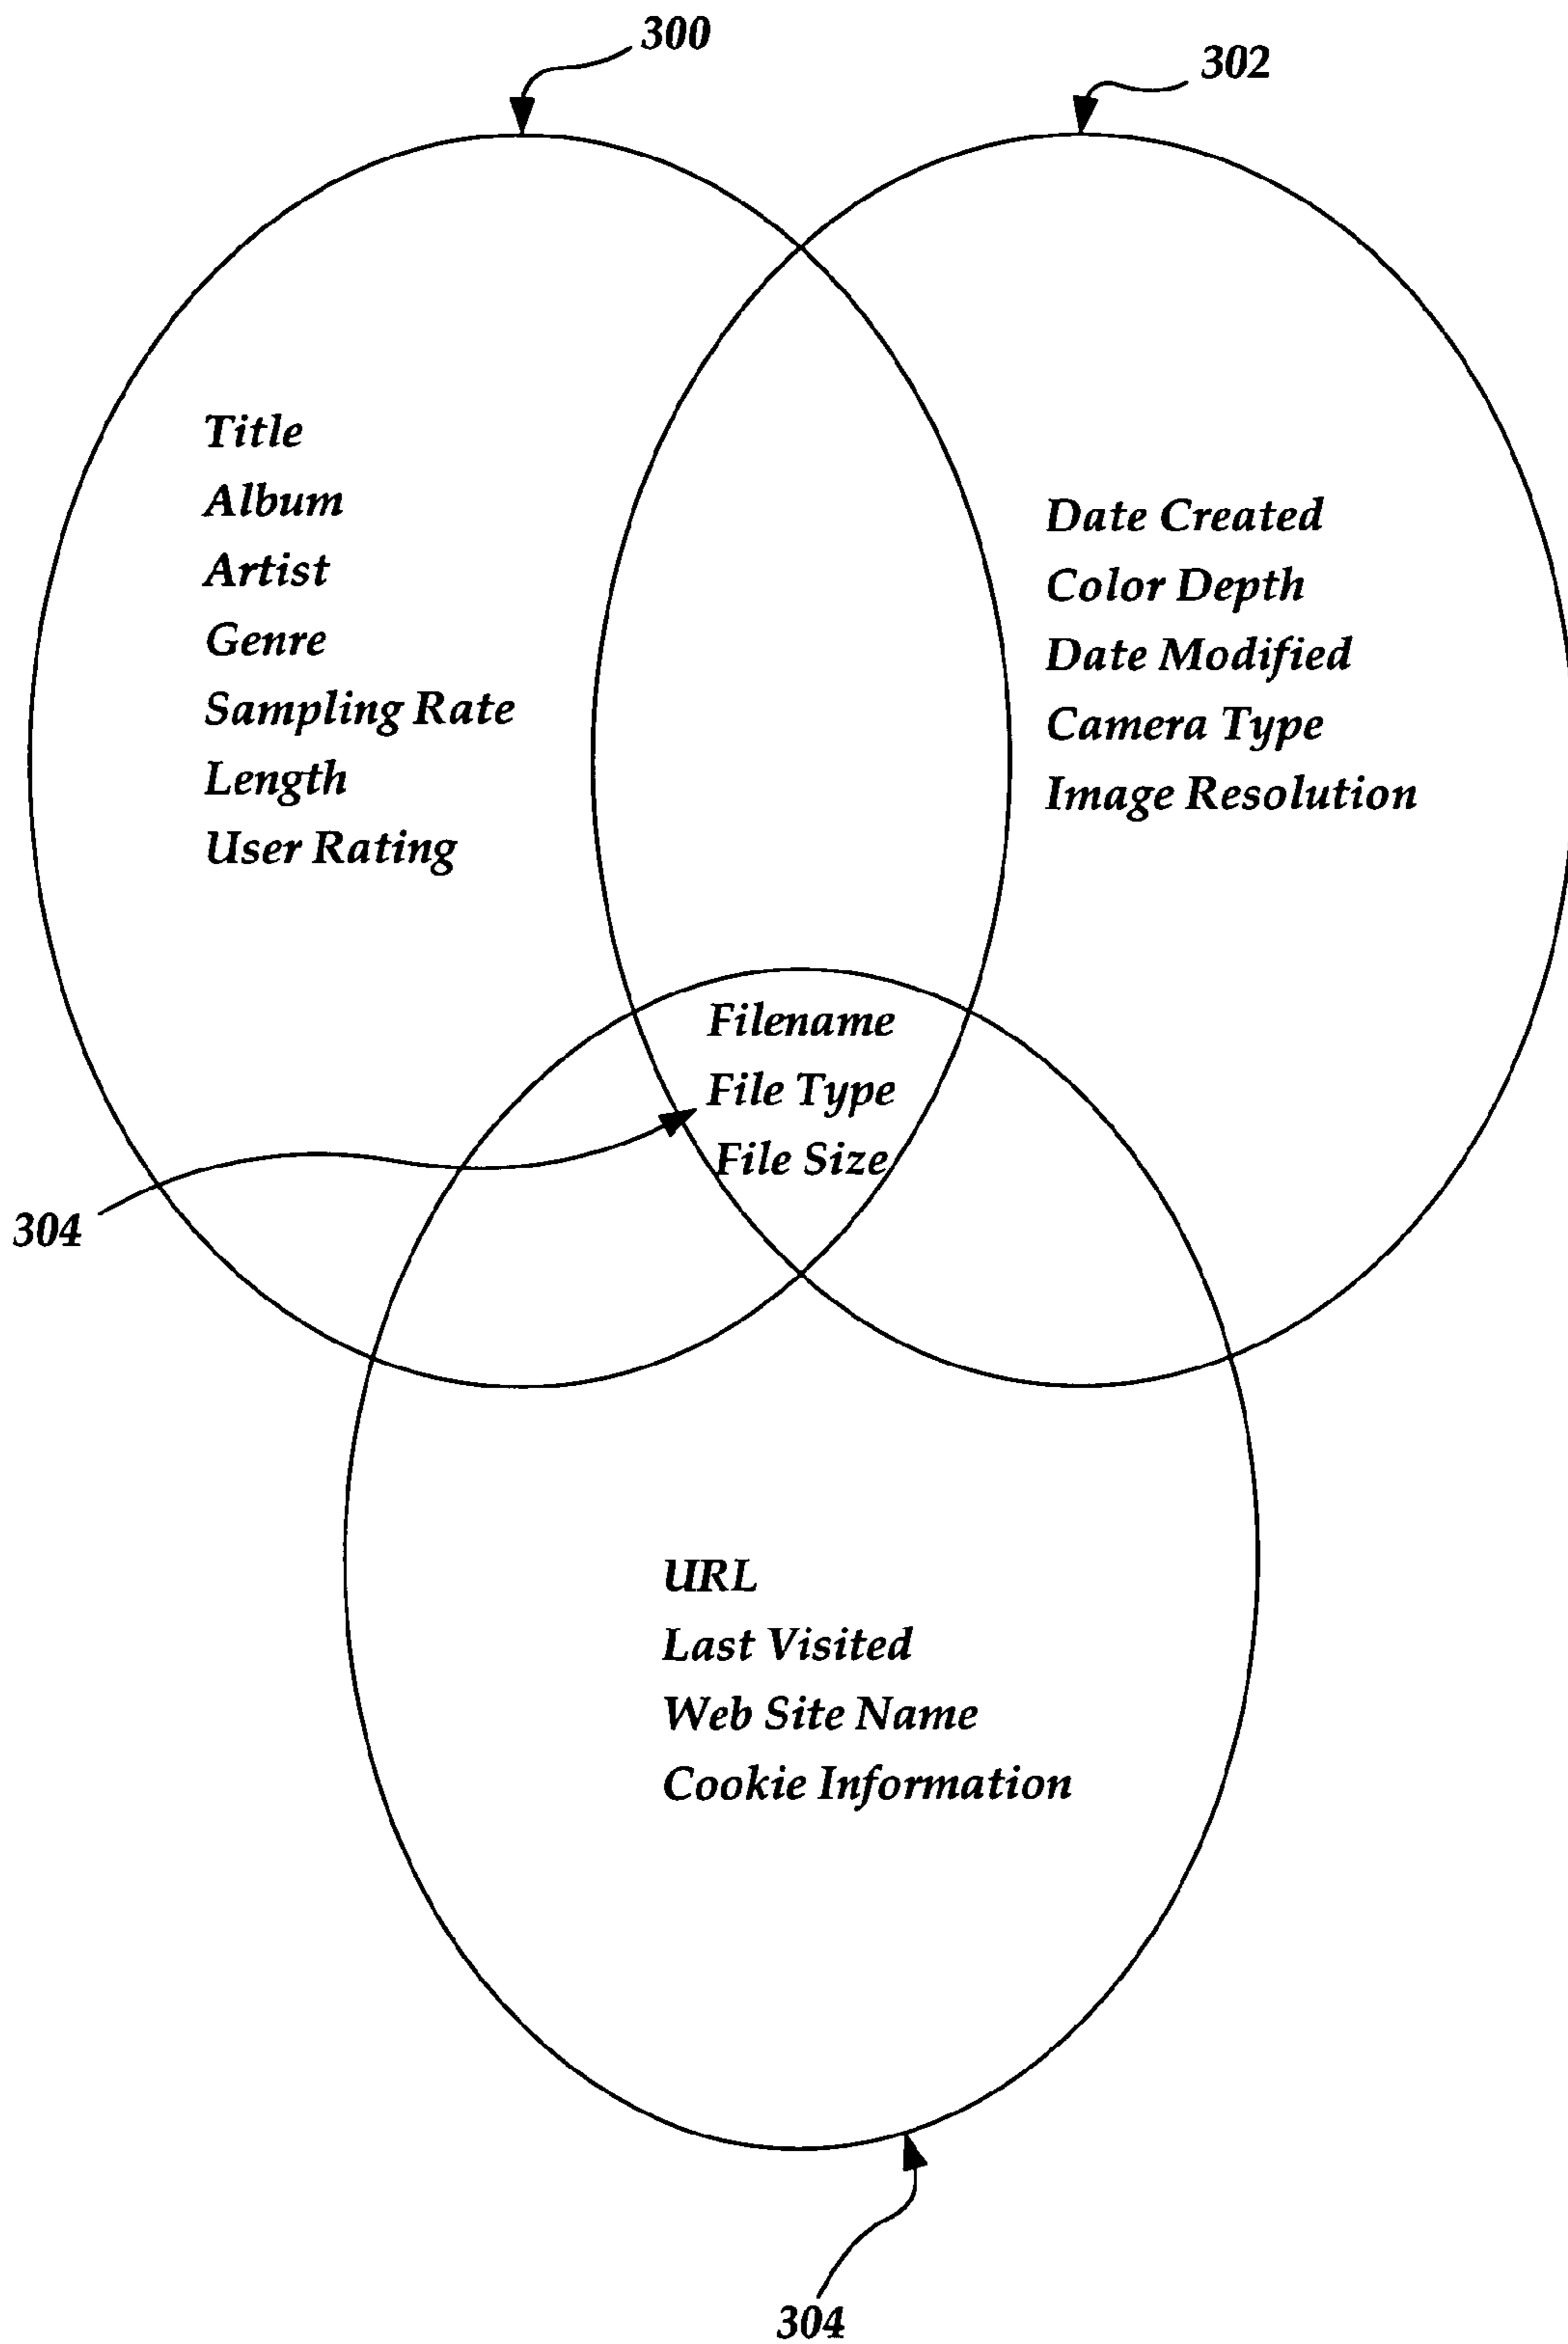 300
302
Title
Album
Artist
Genre
Sampling Rate
Length
User Rating
Date Created
Color Depth
Date Modified
Camera Type
Image Resolution
Filename
File Type
File Size
304
URL
Last Visited
Web Site Name
Cookie Information
304